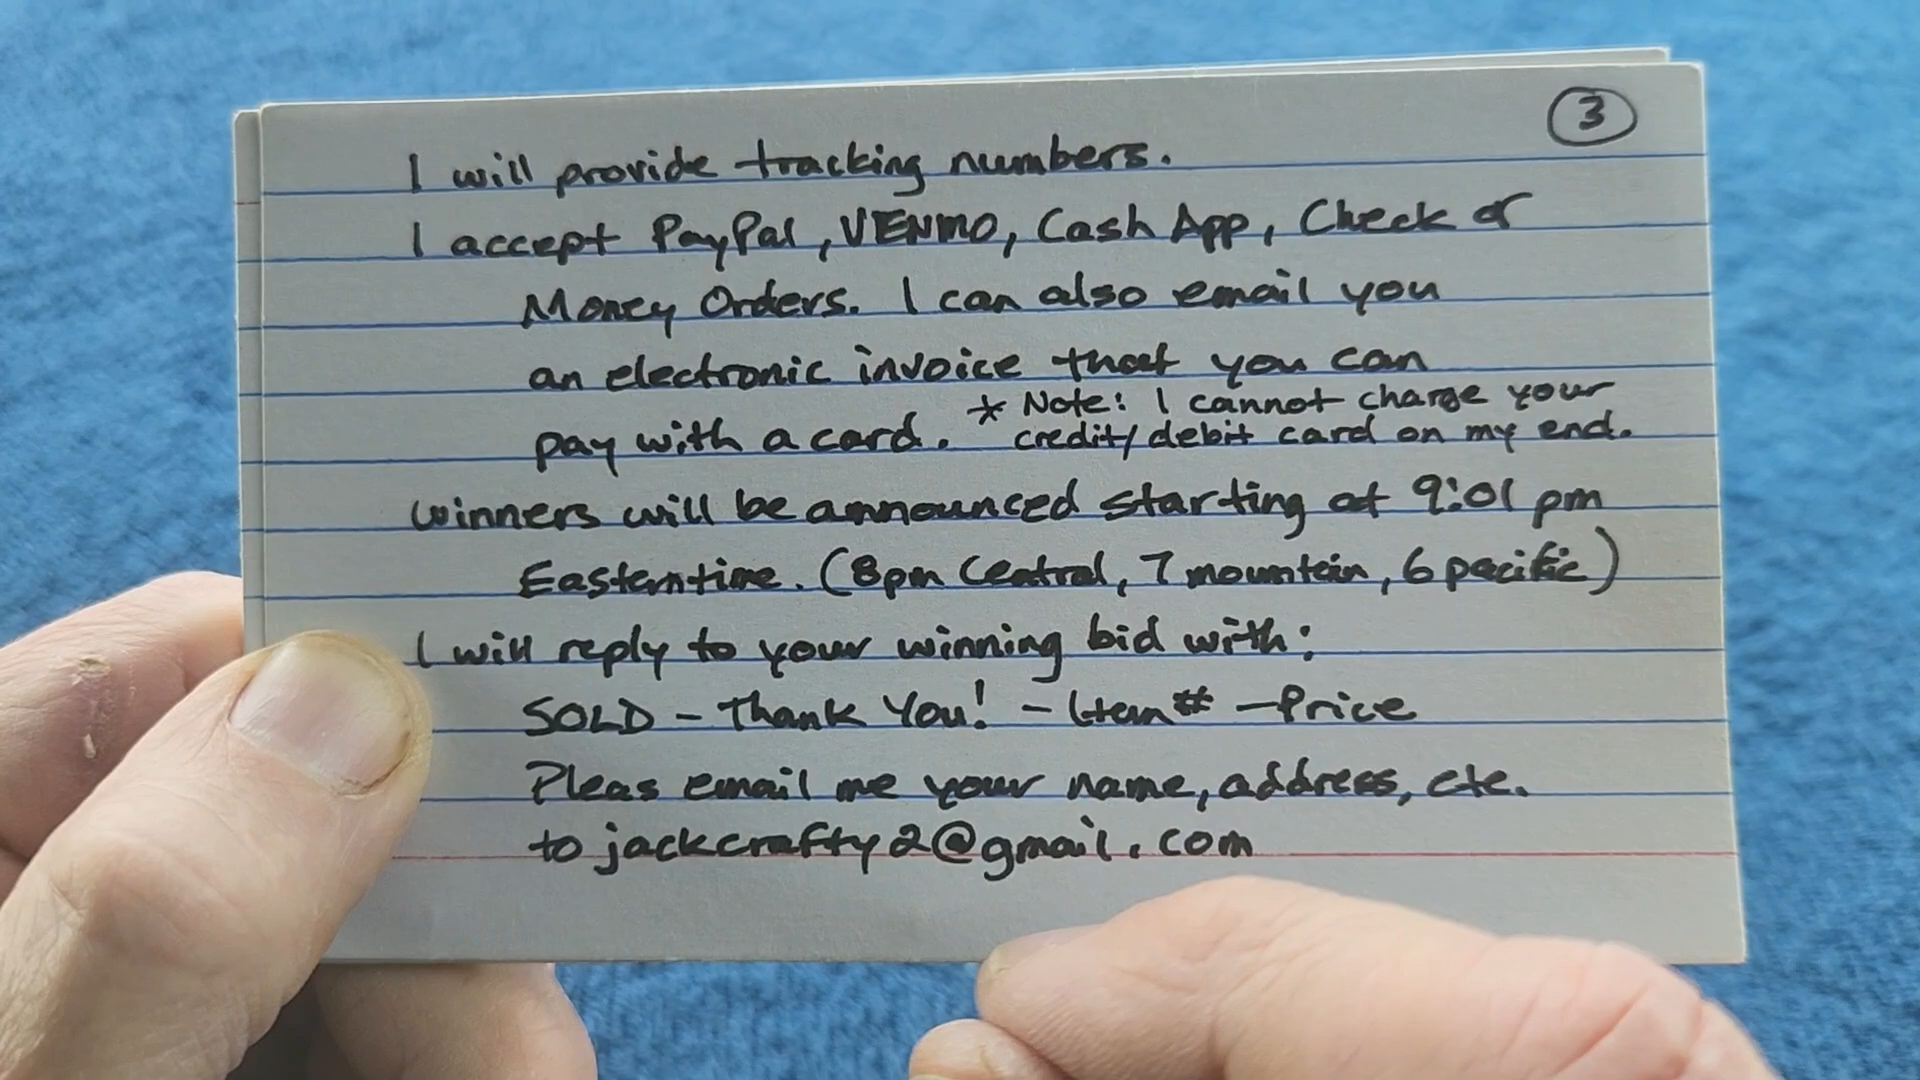 3
I will provide tracking numbers.
I accept PayPal, VENMO, Cash App, Check or
Money Orders. I can also email you
an electronic invoice that you can
pay with a card. * Note: I cannot charge your
credit/debit card on my end.
Winners will be announced starting at 9:01 pm
Eastern time. (8pm Central, 7 mountain, 6 pacific)
I will reply to your winning bid with:
SOLD - Thank You! - Item # - Price
Pleas email me your name, address, etc.
to jackcrafty2@gmail.com